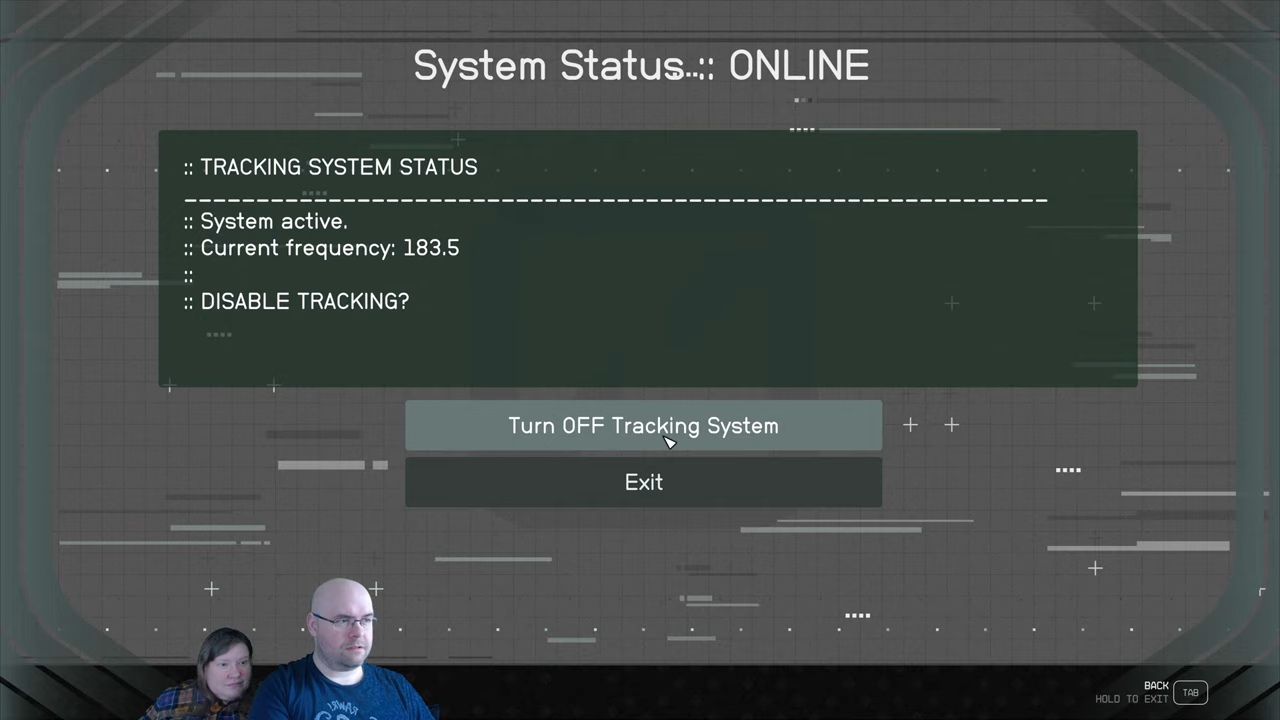 System Status..:: ONLINE
:: TRACKING SYSTEM STATUS
:: System active.
:: Current frequency: 183.5
::
:: DISABLE TRACKING?
Turn OFF Tracking System
Exit
BACK
HOLD TO EXIT
TAB